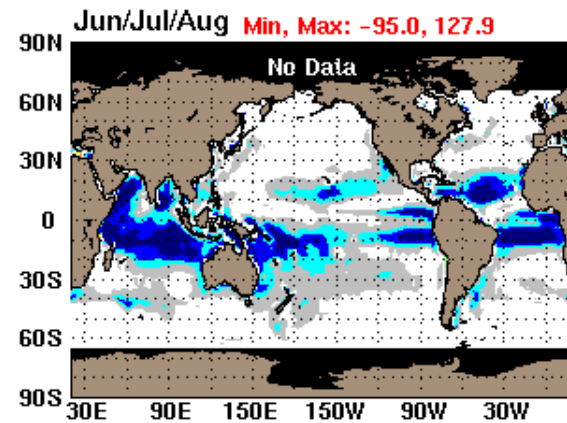 Jun/Jul/Aug Min, Max: -95.0, 127.9
90N
No Data
60N
30N
0
30S
60S
90S
30E 90E 150E 150W 90W 30W